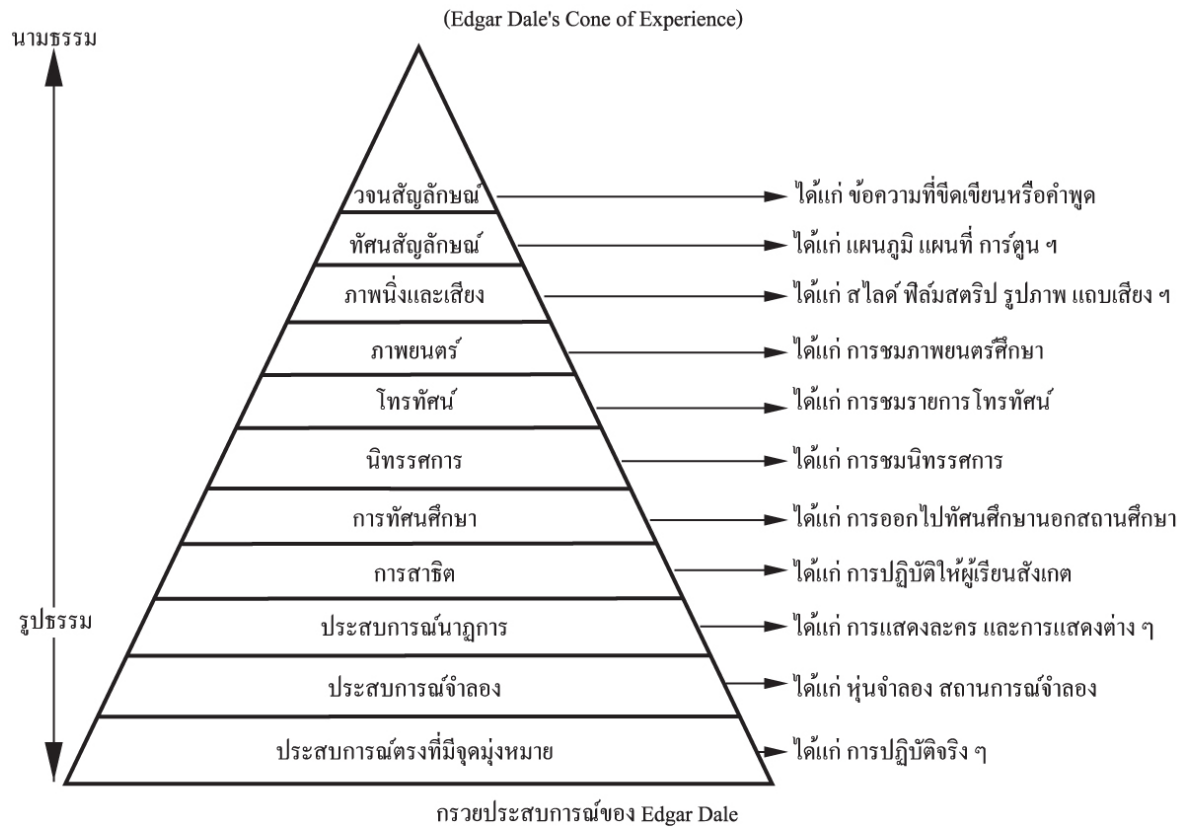 (Edgar Dale's Cone of Experience)
นามธรรม
วจนสัญลักษณ์ ได้แก่ ข้อความที่ขีดเขียนหรือคำพูด
ทัศนสัญลักษณ์ ได้แก่ แผนภูมิ แผนที่ การ์ตูน ฯ
ภาพนิ่งและเสียง ได้แก่ สไลด์ ฟิล์มสตริป รูปภาพ แถบเสียง ฯ
ภาพยนตร์ ได้แก่ การชมภาพยนตร์ศึกษา
โทรทัศน์ ได้แก่ การชมรายการโทรทัศน์
นิทรรศการ ได้แก่ การชมนิทรรศการ
การทัศนศึกษา ได้แก่ การออกไปทัศนศึกษานอกสถานศึกษา
การสาธิต ได้แก่ การปฏิบัติให้ผู้เรียนสังเกต
รูปธรรม
ประสบการณ์นาฏการ ได้แก่ การแสดงละคร และการแสดงต่าง ๆ
ประสบการณ์จำลอง ได้แก่ หุ่นจำลอง สถานการณ์จำลอง
ประสบการณ์ตรงที่มีจุดมุ่งหมาย ได้แก่ การปฏิบัติจริง ๆ
กรวยประสบการณ์ของ Edgar Dale